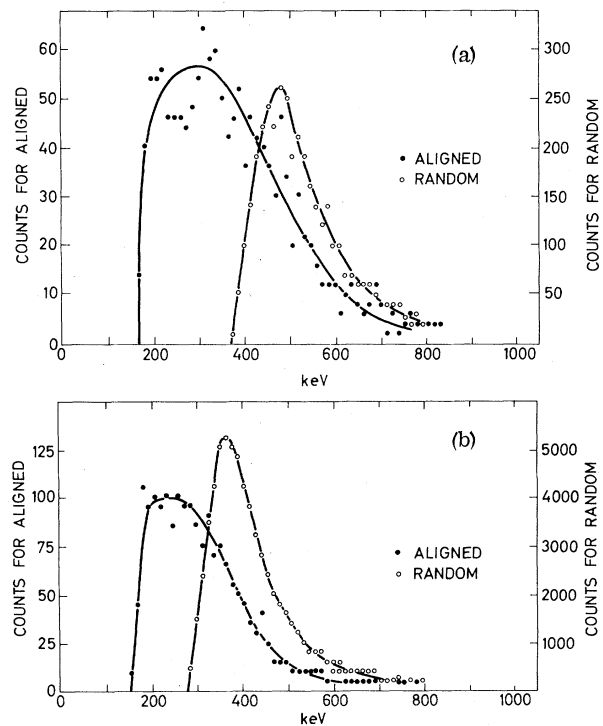 (a)
COUNTS FOR ALIGNED
60
50
40
30
20
10
0
300
250
200
150
100
50
COUNTS FOR RANDOM
● ALIGNED
○ RANDOM
0 200 400 600 800 1000
keV
(b)
COUNTS FOR ALIGNED
125
100
75
50
25
0
5000
4000
3000
2000
1000
COUNTS FOR RANDOM
● ALIGNED
○ RANDOM
0 200 400 600 800 1000
keV